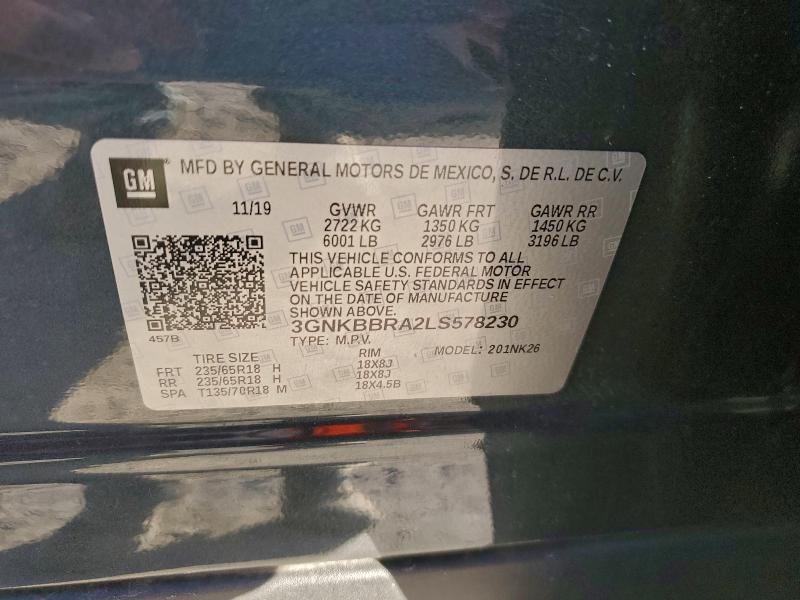 GM MFD BY GENERAL MOTORS DE MEXICO, S. DE R.L. DE C.V.
11/19 GVWR GAWR FRT GAWR RR
2722 KG 1350 KG 1450 KG
6001 LB 2976 LB 3196 LB
THIS VEHICLE CONFORMS TO ALL
APPLICABLE U.S. FEDERAL MOTOR
VEHICLE SAFETY STANDARDS IN EFFECT
ON THE DATE OF MANUFACTURE
SHOWN ABOVE.
3GNKBBRA2LS578230
457B
TYPE: M.P.V. MODEL: 201NK26
TIRE SIZE RIM
FRT 235/65R18 H 18X8J
RR 235/65R18 H 18X8J
SPA T135/70R18 M 18X4.5B